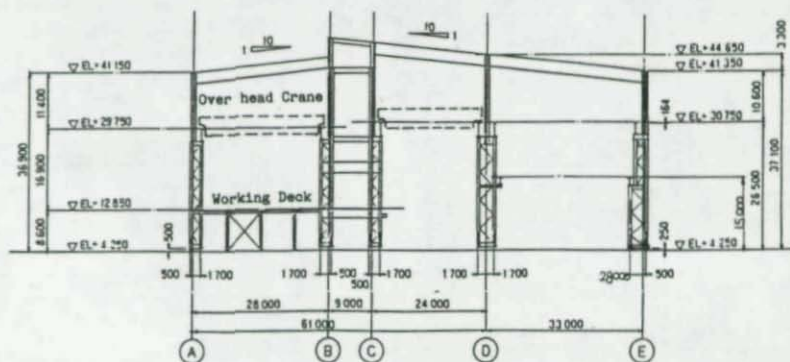 10
1
10
1
EL+41 150
EL+44 650
3 300
EL+41 350
Over head Crane
11 400
10 600
164
EL+29 750
EL+30 750
36 900
16 900
37 100
26 500
Working Deck
EL+12 850
15 000
8 600
500
250
EL+4 250
EL+4 250
500 1 700
1 700 500
1 700
1 700 1 700
500
500
28 000
9 000
24 000
61 000
33 000
A
B
C
D
E